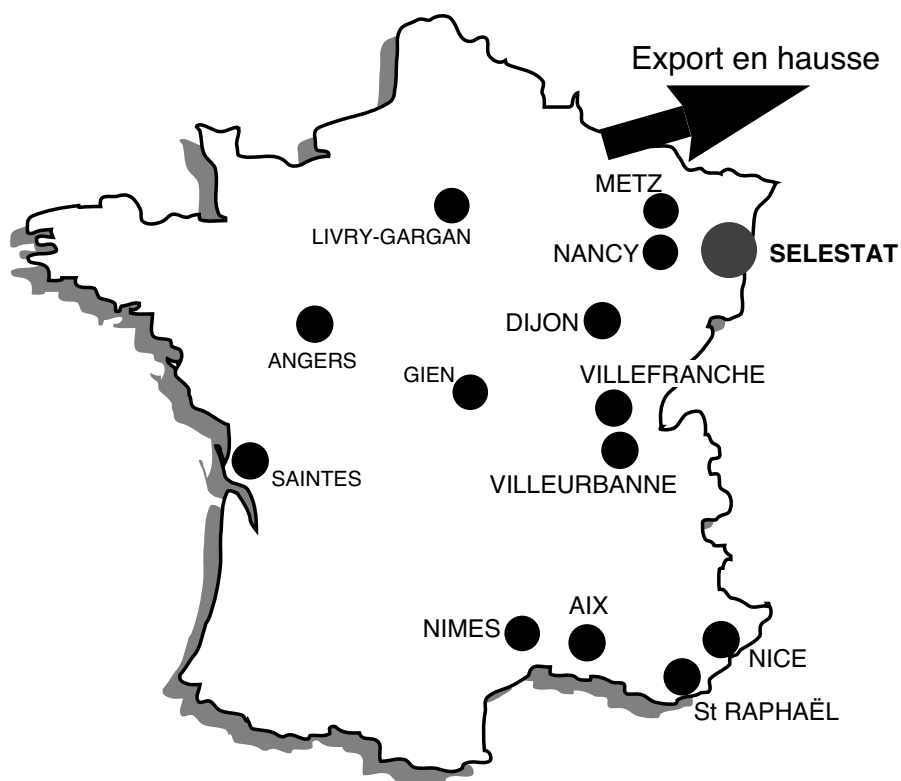 Export en hausse
METZ
LIVRY-GARGAN
NANCY
SELESTAT
DIJON
ANGERS
GIEN
VILLEFRANCHE
SAINTES
VILLEURBANNE
AIX
NIMES
NICE
St RAPHAËL